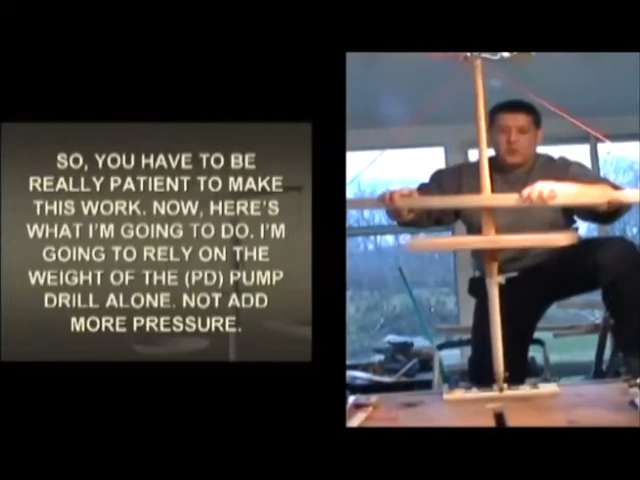 SO, YOU HAVE TO BE
REALLY PATIENT TO MAKE
THIS WORK. NOW, HERE'S
WHAT I'M GOING TO DO. I'M
GOING TO RELY ON THE
WEIGHT OF THE (PD) PUMP
DRILL ALONE. NOT ADD
MORE PRESSURE.